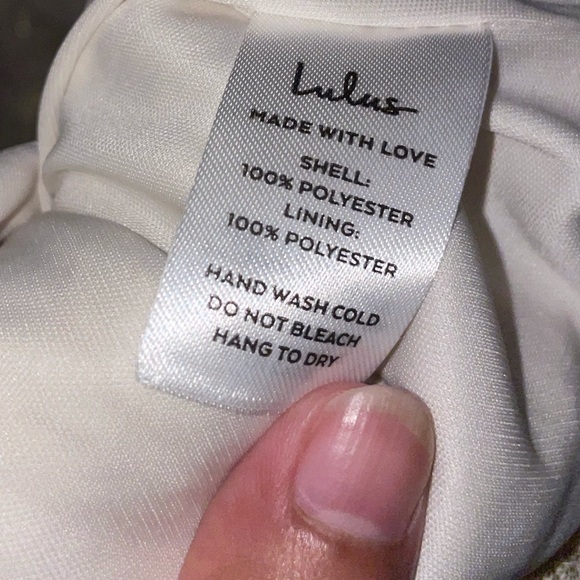 Lulus
MADE WITH LOVE
SHELL:
100% POLYESTER
LINING:
100% POLYESTER
HAND WASH COLD
DO NOT BLEACH
HANG TO DRY